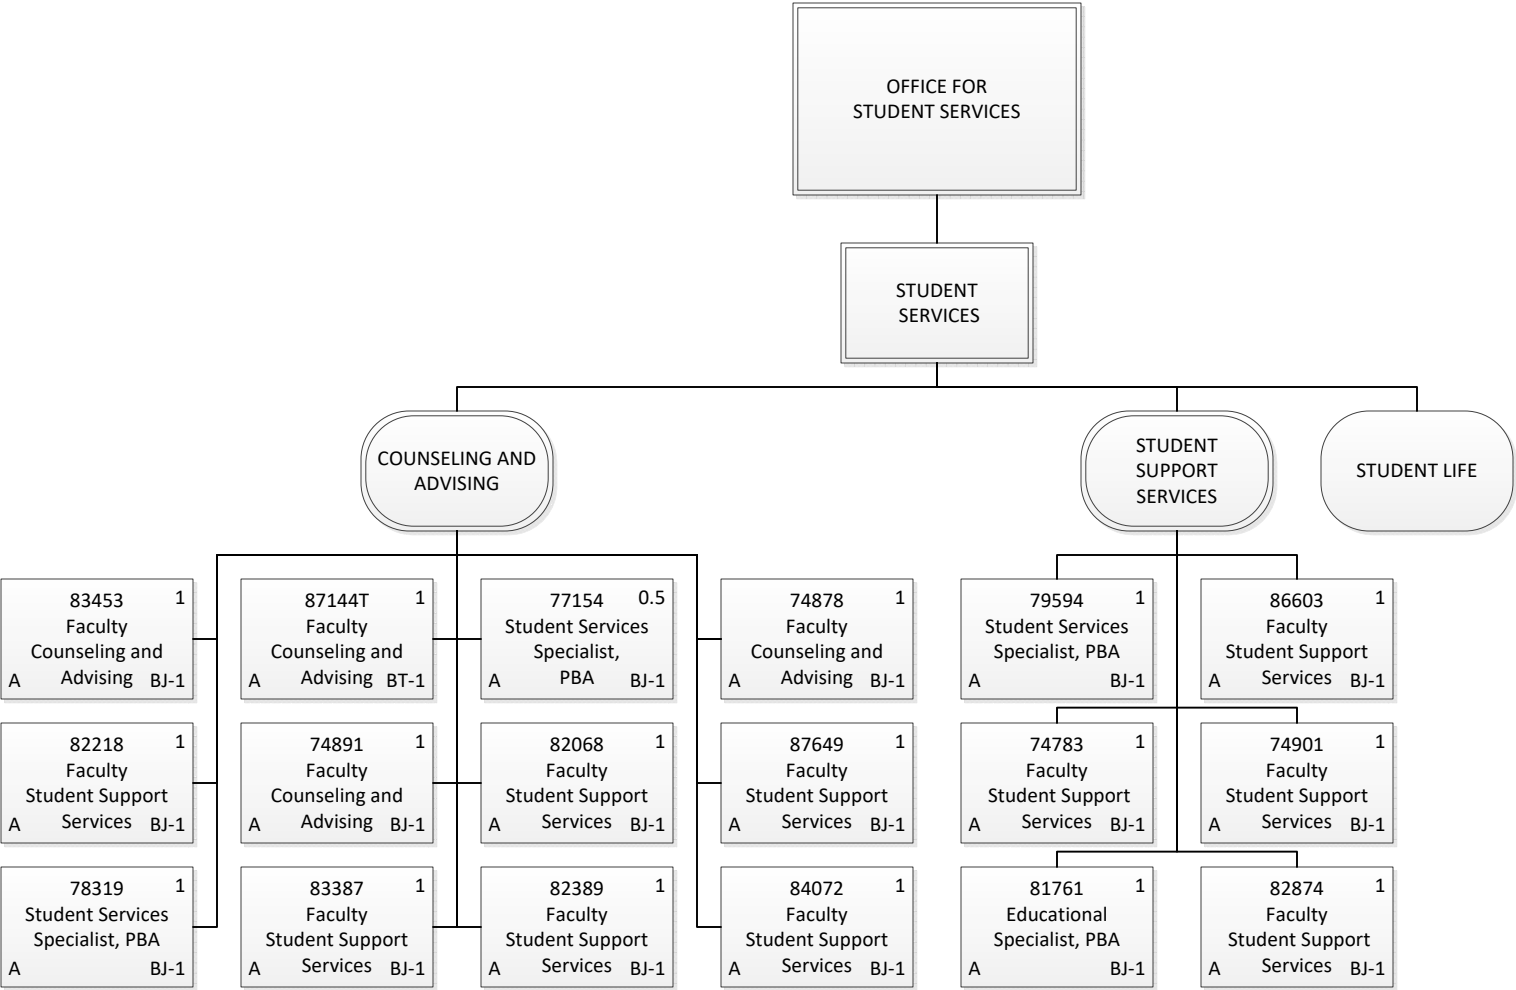 OFFICE FOR
STUDENT SERVICES
STUDENT
SERVICES
COUNSELING AND
ADVISING
STUDENT
SUPPORT
SERVICES
STUDENT LIFE
83453 1
Faculty
Counseling and
A Advising BJ-1
87144T 1
Faculty
Counseling and
A Advising BT-1
77154 0.5
Student Services
Specialist,
A PBA BJ-1
74878 1
Faculty
Counseling and
A Advising BJ-1
79594 1
Student Services
Specialist, PBA
A BJ-1
86603 1
Faculty
Student Support
A Services BJ-1
82218 1
Faculty
Student Support
A Services BJ-1
74891 1
Faculty
Counseling and
A Advising BJ-1
82068 1
Faculty
Student Support
A Services BJ-1
87649 1
Faculty
Student Support
A Services BJ-1
74783 1
Faculty
Student Support
A Services BJ-1
74901 1
Faculty
Student Support
A Services BJ-1
78319 1
Student Services
Specialist, PBA
A BJ-1
83387 1
Faculty
Student Support
A Services BJ-1
82389 1
Faculty
Student Support
A Services BJ-1
84072 1
Faculty
Student Support
A Services BJ-1
81761 1
Educational
Specialist, PBA
A BJ-1
82874 1
Faculty
Student Support
A Services BJ-1